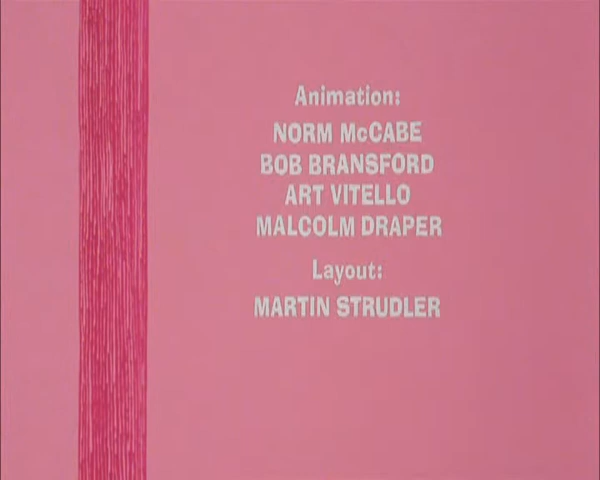 Animation:
NORM McCABE
BOB BRANSFORD
ART VITELLO
MALCOLM DRAPER
Layout:
MARTIN STRUDLER